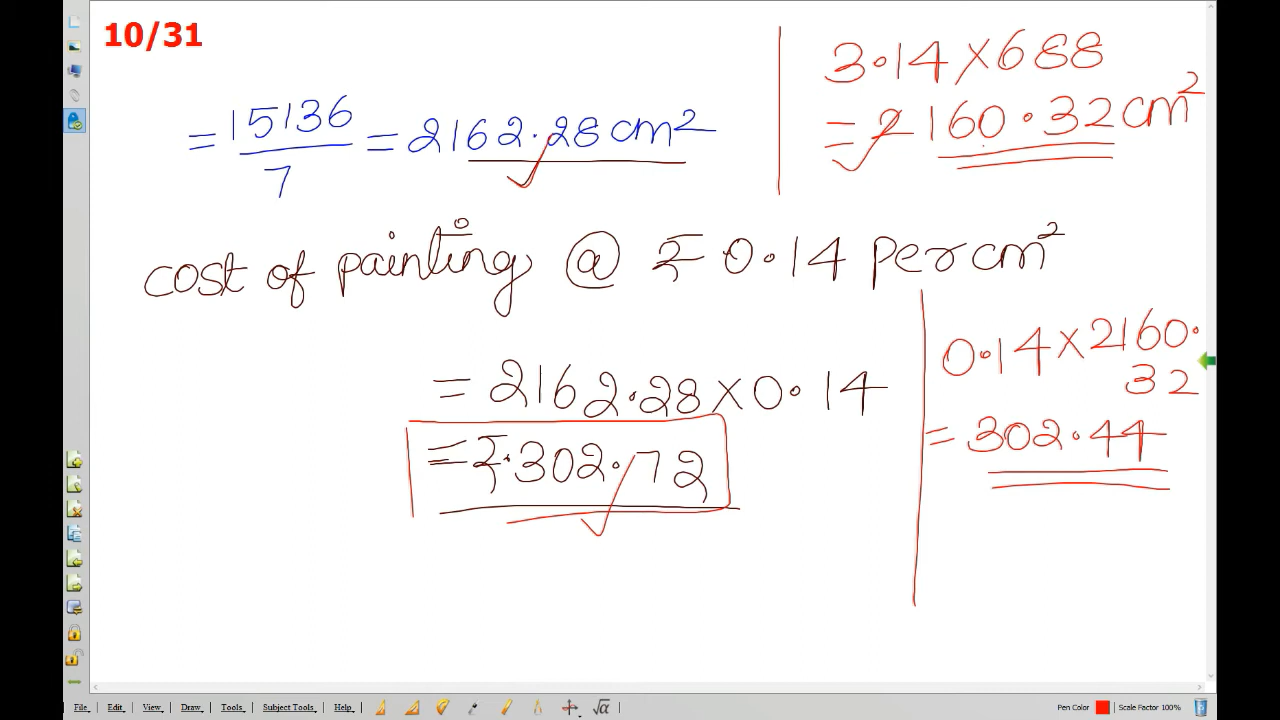 10/31
3.14×688
= 15136/7 = 2162.28 cm²
= 2160.32 cm²
cost of painting @ ₹ 0.14 per cm²
0.14×2160.
32
= 2162.28×0.14
= 302.44
= ₹.302.72
File Edit View Draw Tools Subject Tools Help Pen Color Scale Factor 100%